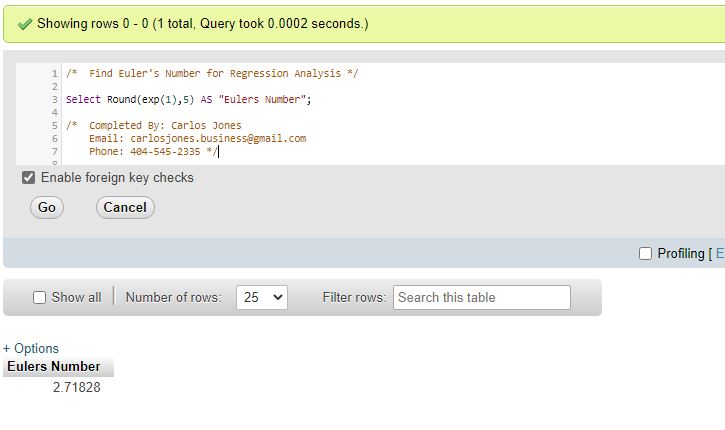 Showing rows 0 - 0 (1 total, Query took 0.0002 seconds.)
1 /* Find Euler's Number for Regression Analysis */
2
3 Select Round(exp(1),5) AS "Eulers Number";
4
5 /* Completed By: Carlos Jones
6 Email: carlosjones.business@gmail.com
7 Phone: 404-545-2335 */
8
Enable foreign key checks
Go Cancel
Profiling [ E
Show all Number of rows: 25 Filter rows: Search this table
+ Options
Eulers Number
2.71828